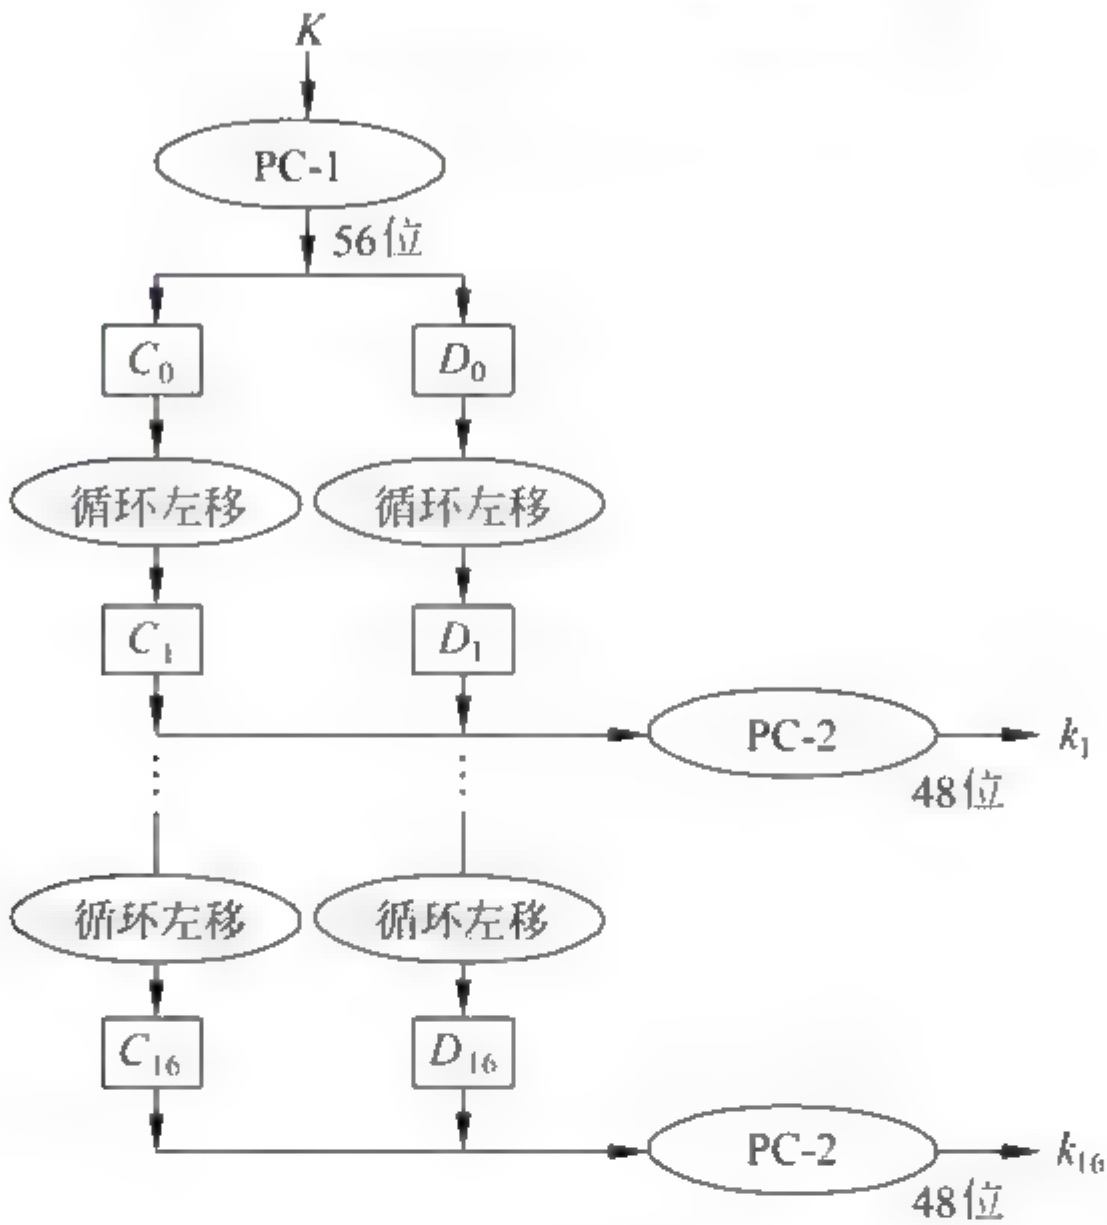 K
PC-1
56位
C₀ D₀
循环左移 循环左移
C₁ D₁
PC-2 k₁
48位
⋮ ⋮
循环左移 循环左移
C₁₆ D₁₆
PC-2 k₁₆
48位